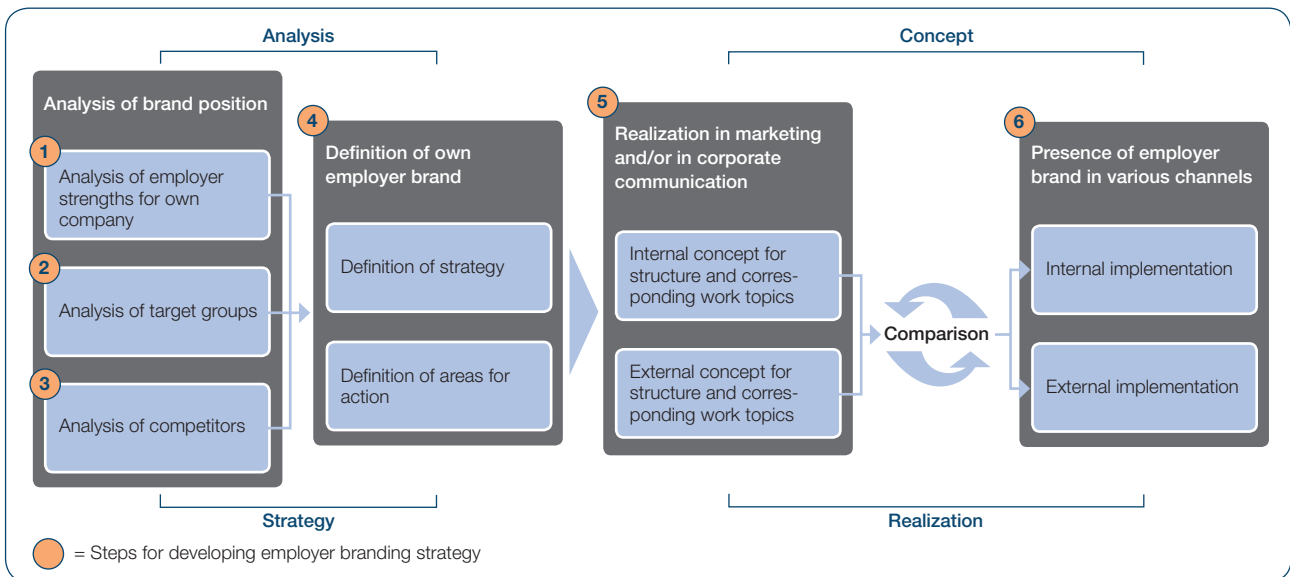 Analysis
Concept
Analysis of brand position
1
Analysis of employer
strengths for own
company
2
Analysis of target groups
3
Analysis of competitors
4
Definition of own
employer brand
Definition of strategy
Definition of areas for
action
5
Realization in marketing
and/or in corporate
communication
Internal concept for
structure and corres-
ponding work topics
External concept for
structure and corres-
ponding work topics
Comparison
6
Presence of employer
brand in various channels
Internal implementation
External implementation
Strategy
Realization
= Steps for developing employer branding strategy